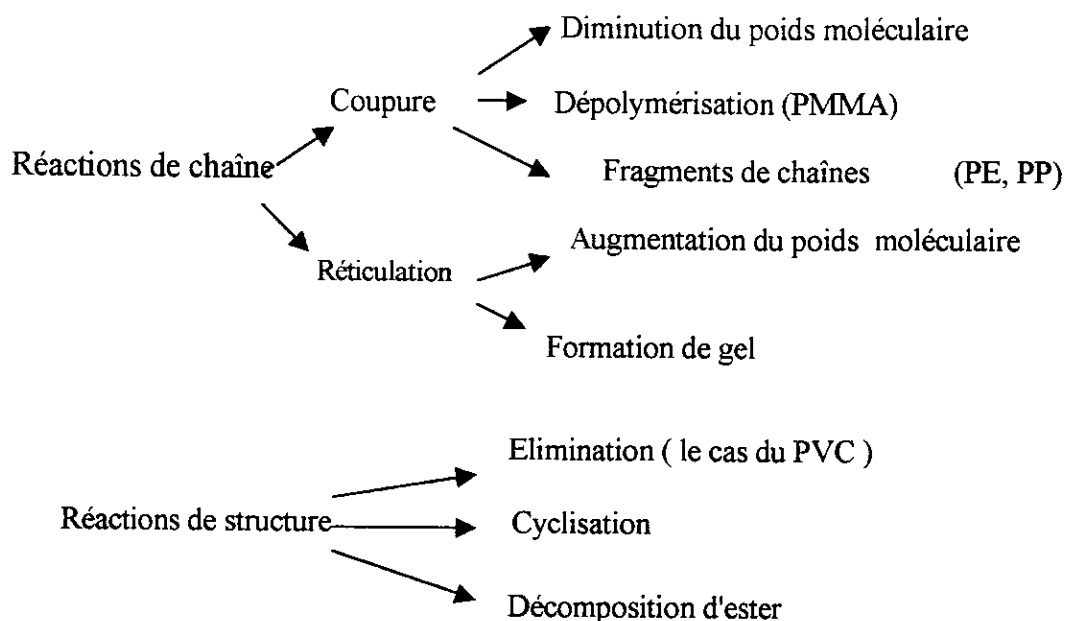 Diminution du poids moléculaire
Coupure
Dépolymérisation (PMMA)
Réactions de chaîne
Fragments de chaînes (PE, PP)
Augmentation du poids moléculaire
Réticulation
Formation de gel
Elimination ( le cas du PVC )
Réactions de structure
Cyclisation
Décomposition d'ester